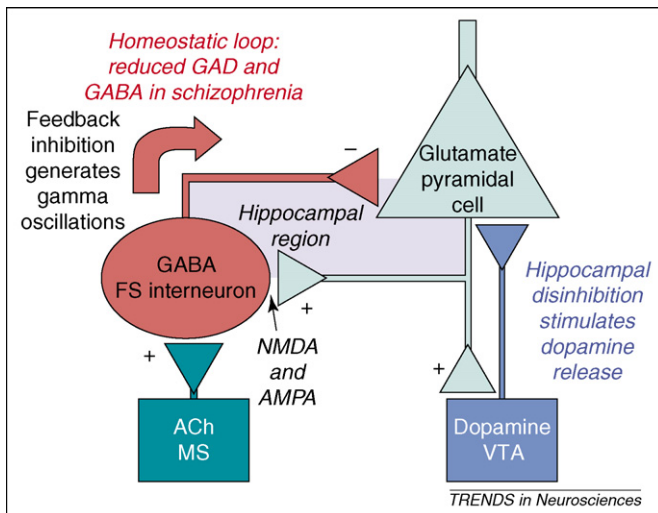 Homeostatic loop:
reduced GAD and
GABA in schizophrenia
Feedback
inhibition
generates
gamma
oscillations
−
Glutamate
pyramidal
cell
Hippocampal
region
GABA
FS interneuron
+
NMDA
and
AMPA
Hippocampal
disinhibition
stimulates
dopamine
release
+
+
ACh
MS
Dopamine
VTA
TRENDS in Neurosciences